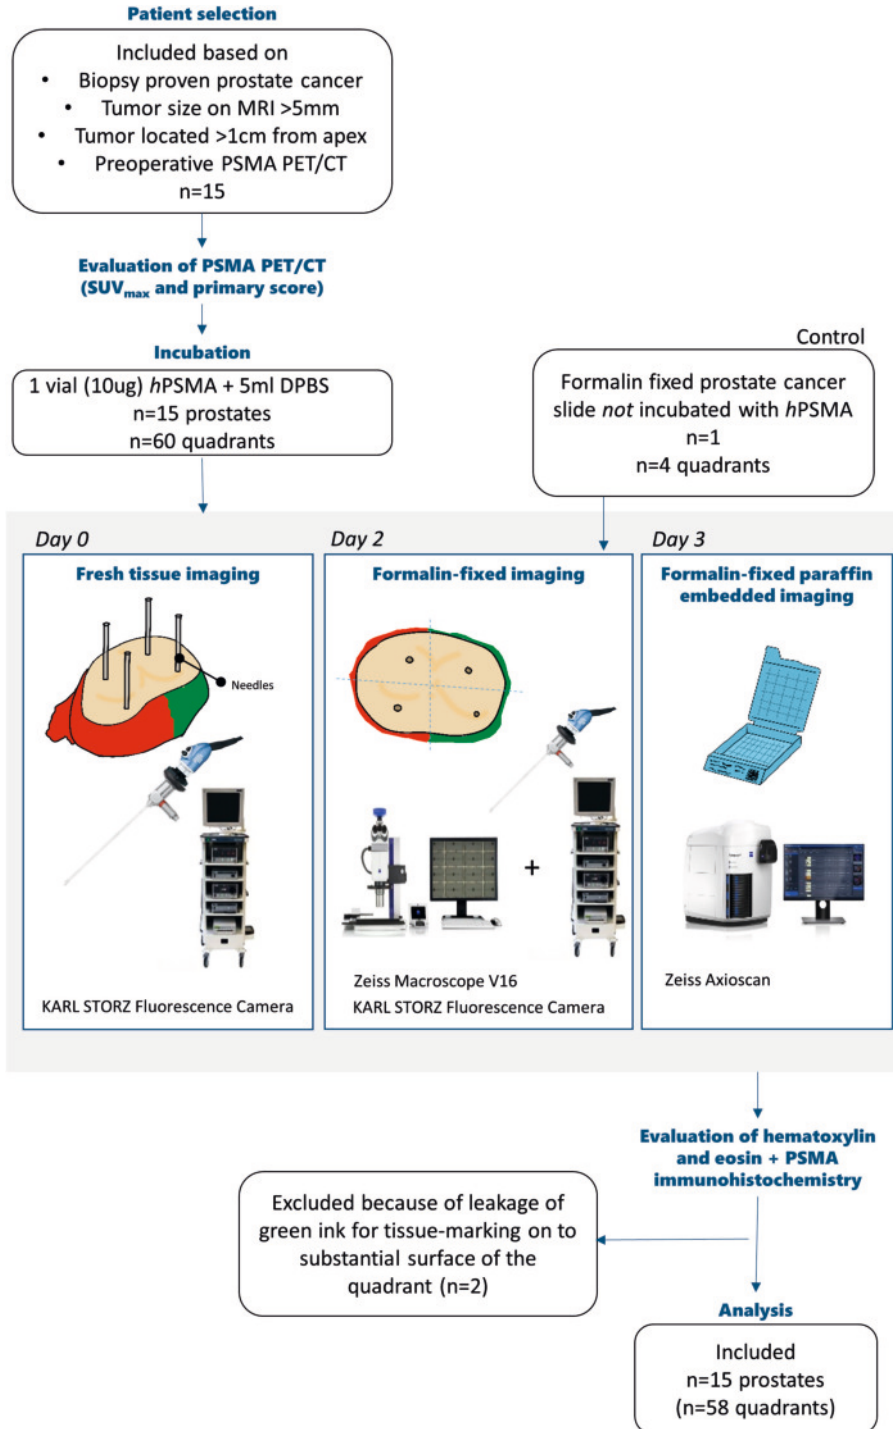 Patient selection
Included based on
• Biopsy proven prostate cancer
• Tumor size on MRI >5mm
• Tumor located >1cm from apex
• Preoperative PSMA PET/CT
n=15
Evaluation of PSMA PET/CT
(SUVmax and primary score)
Incubation
1 vial (10ug) hPSMA + 5ml DPBS
n=15 prostates
n=60 quadrants
Control
Formalin fixed prostate cancer
slide not incubated with hPSMA
n=1
n=4 quadrants
Day 0
Fresh tissue imaging
Needles
KARL STORZ Fluorescence Camera
Day 2
Formalin-fixed imaging
+
Zeiss Macroscope V16
KARL STORZ Fluorescence Camera
Day 3
Formalin-fixed paraffin
embedded imaging
Zeiss Axioscan
Evaluation of hematoxylin
and eosin + PSMA
immunohistochemistry
Excluded because of leakage of
green ink for tissue-marking on to
substantial surface of the
quadrant (n=2)
Analysis
Included
n=15 prostates
(n=58 quadrants)